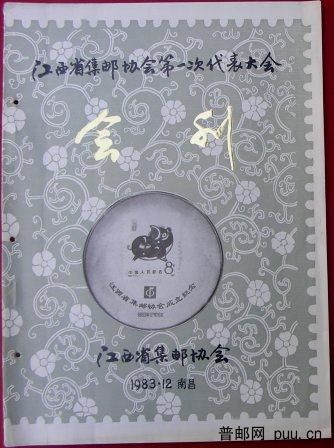 江西省集邮协会第一次代表大会
会刊
中国人民邮政
8分
江西省集邮协会成立纪念
江西省集邮协会
1983·12 南昌
普邮网 puu.cn